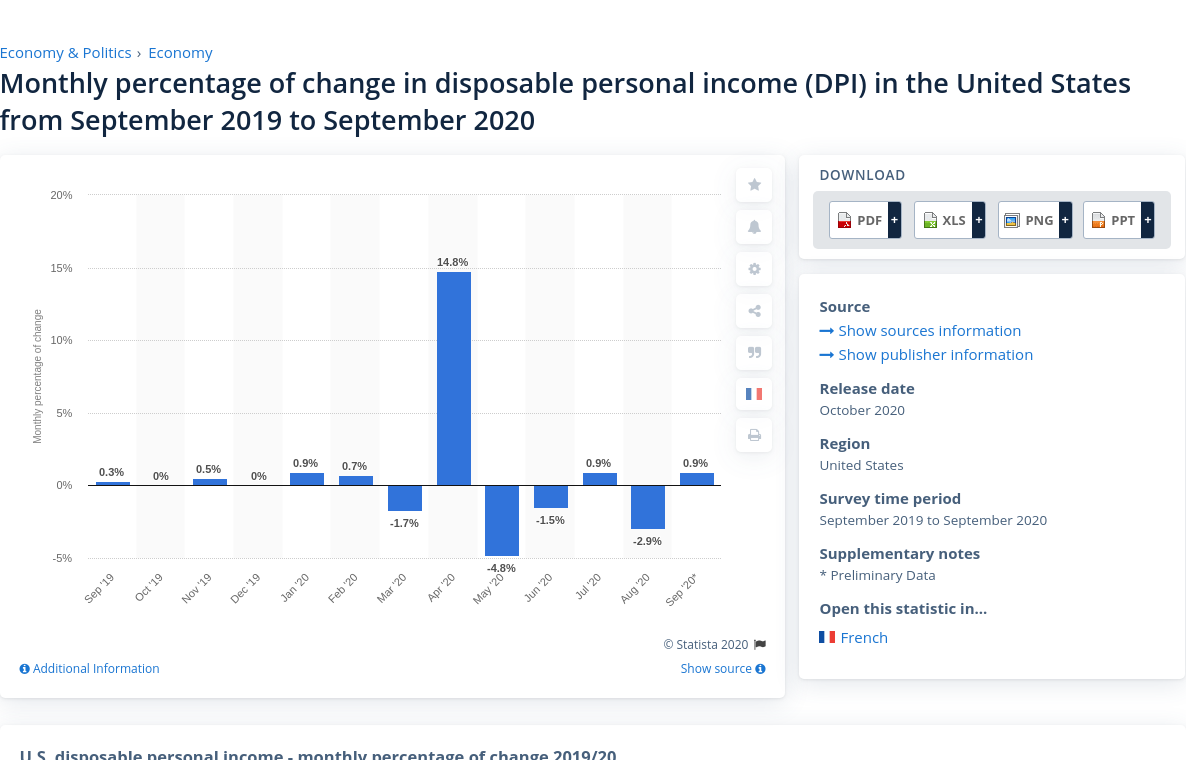 Economy & Politics › Economy
Monthly percentage of change in disposable personal income (DPI) in the United States
from September 2019 to September 2020
20%
15%
10%
5%
0%
-5%
Monthly percentage of change
0.3%
0%
0.5%
0%
0.9%
0.7%
-1.7%
14.8%
-4.8%
-1.5%
0.9%
-2.9%
0.9%
Sep '19
Oct '19
Nov '19
Dec '19
Jan '20
Feb '20
Mar '20
Apr '20
May '20
Jun '20
Jul '20
Aug '20
Sep '20*
© Statista 2020
Additional Information
Show source
DOWNLOAD
PDF +
XLS +
PNG +
PPT +
Source
Show sources information
Show publisher information
Release date
October 2020
Region
United States
Survey time period
September 2019 to September 2020
Supplementary notes
* Preliminary Data
Open this statistic in...
French
U.S. disposable personal income - monthly percentage of change 2019/20